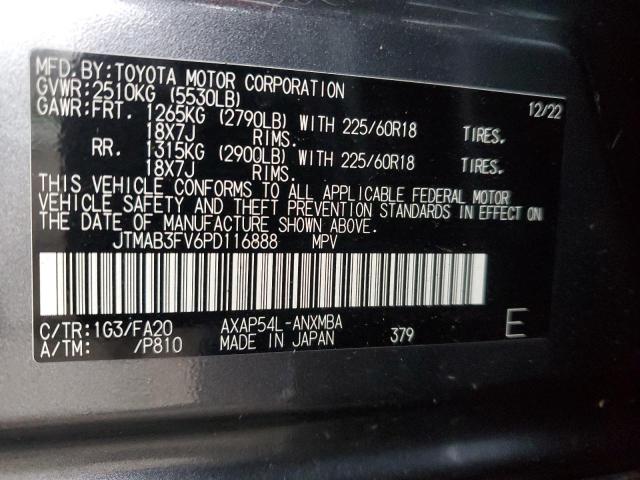 MFD.BY:TOYOTA MOTOR CORPORATION
GVWR:2510KG (5530LB) 12/22
GAWR:FRT. 1265KG (2790LB) WITH 225/60R18 TIRES,
18X7J RIMS.
RR. 1315KG (2900LB) WITH 225/60R18 TIRES,
18X7J RIMS.
THIS VEHICLE CONFORMS TO ALL APPLICABLE FEDERAL MOTOR
VEHICLE SAFETY AND THEFT PREVENTION STANDARDS IN EFFECT ON
THE DATE OF MANUFACTURE SHOWN ABOVE.
JTMAB3FV6PD116888 MPV
C/TR:1G3/FA20 AXAP54L-ANXMBA E
A/TM: /P810 MADE IN JAPAN 379